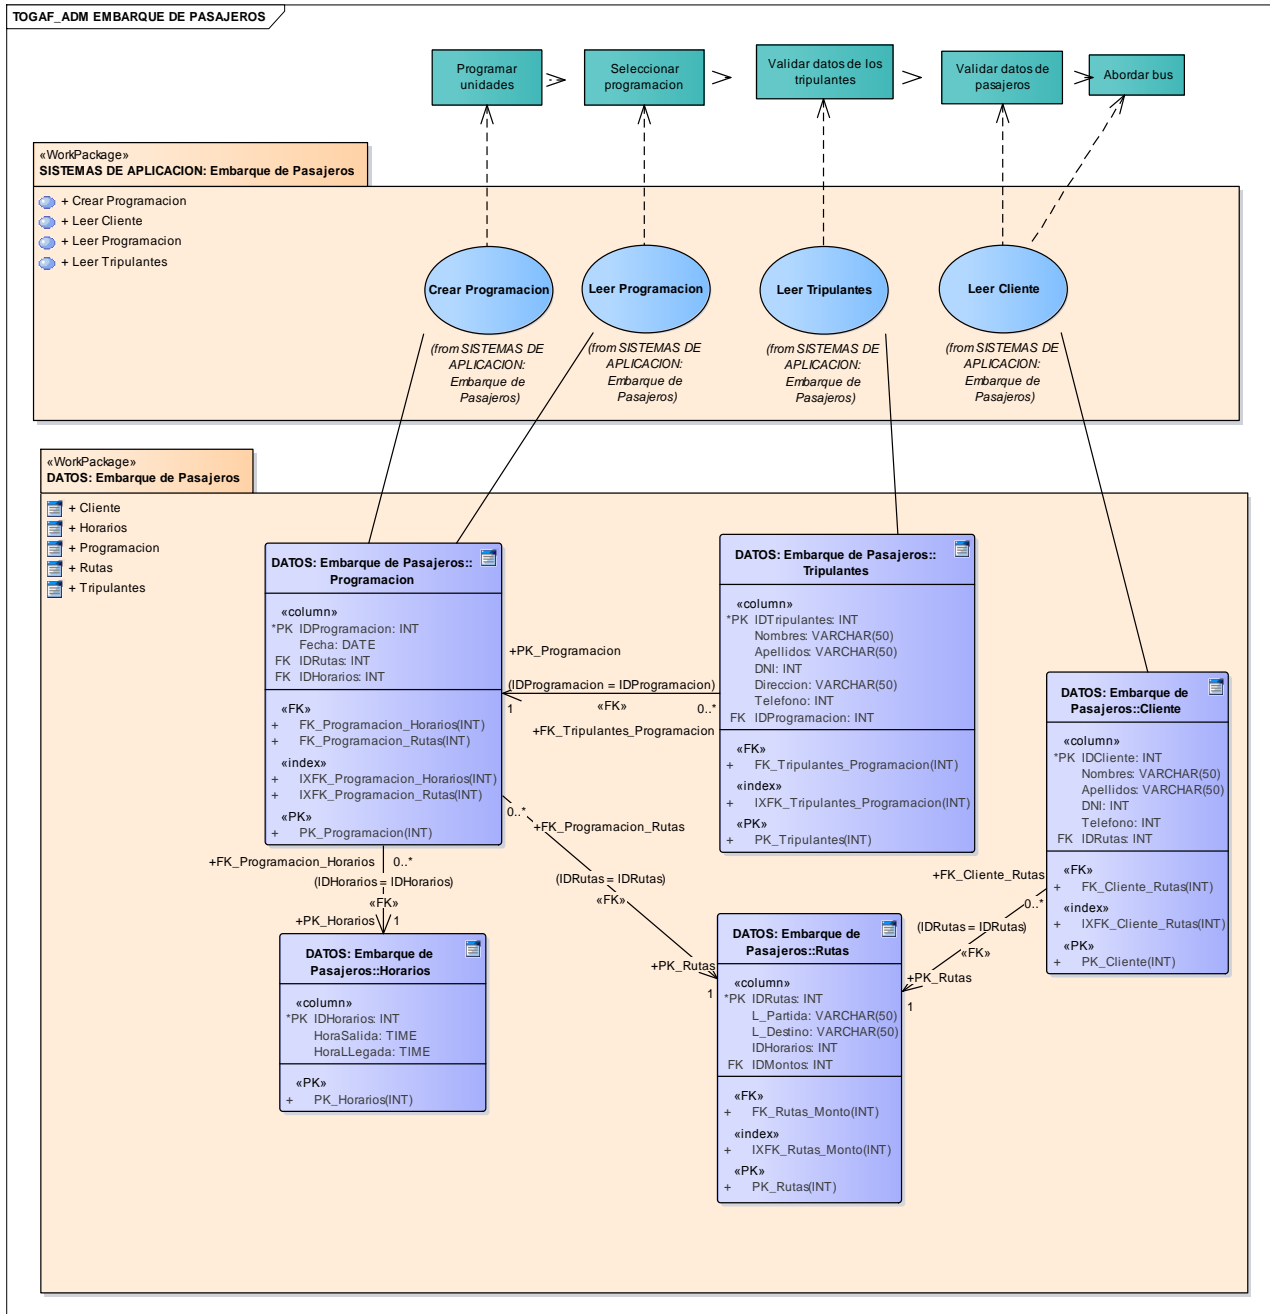 TOGAF_ADM EMBARQUE DE PASAJEROS
Programar
unidades
Seleccionar
programacion
Validar datos de los
tripulantes
Validar datos de
pasajeros
Abordar bus
«WorkPackage»
SISTEMAS DE APLICACION: Embarque de Pasajeros
+ Crear Programacion
+ Leer Cliente
+ Leer Programacion
+ Leer Tripulantes
Crear Programacion
(from SISTEMAS DE
APLICACION:
Embarque de
Pasajeros)
Leer Programacion
(from SISTEMAS DE
APLICACION:
Embarque de
Pasajeros)
Leer Tripulantes
(from SISTEMAS DE
APLICACION:
Embarque de
Pasajeros)
Leer Cliente
(from SISTEMAS DE
APLICACION:
Embarque de
Pasajeros)
«WorkPackage»
DATOS: Embarque de Pasajeros
+ Cliente
+ Horarios
+ Programacion
+ Rutas
+ Tripulantes
DATOS: Embarque de Pasajeros::
Programacion
«column»
*PK IDProgramacion: INT
Fecha: DATE
FK IDRutas: INT
FK IDHorarios: INT
«FK»
+ FK_Programacion_Horarios(INT)
+ FK_Programacion_Rutas(INT)
«index»
+ IXFK_Programacion_Horarios(INT)
+ IXFK_Programacion_Rutas(INT)
«PK»
+ PK_Programacion(INT)
+PK_Programacion
(IDProgramacion = IDProgramacion)
1 «FK» 0..*
+FK_Tripulantes_Programacion
DATOS: Embarque de Pasajeros::
Tripulantes
«column»
*PK IDTripulantes: INT
Nombres: VARCHAR(50)
Apellidos: VARCHAR(50)
DNI: INT
Direccion: VARCHAR(50)
Telefono: INT
FK IDProgramacion: INT
«FK»
+ FK_Tripulantes_Programacion(INT)
«index»
+ IXFK_Tripulantes_Programacion(INT)
«PK»
+ PK_Tripulantes(INT)
DATOS: Embarque de
Pasajeros::Cliente
«column»
*PK IDCliente: INT
Nombres: VARCHAR(50)
Apellidos: VARCHAR(50)
DNI: INT
Telefono: INT
FK IDRutas: INT
«FK»
+ FK_Cliente_Rutas(INT)
«index»
+ IXFK_Cliente_Rutas(INT)
«PK»
+ PK_Cliente(INT)
0..*
+FK_Programacion_Rutas
(IDRutas = IDRutas)
«FK»
+PK_Rutas
1
+FK_Programacion_Horarios 0..*
(IDHorarios = IDHorarios)
«FK»
+PK_Horarios 1
+FK_Cliente_Rutas
0..*
(IDRutas = IDRutas)
«FK»
+PK_Rutas
1
DATOS: Embarque de
Pasajeros::Horarios
«column»
*PK IDHorarios: INT
HoraSalida: TIME
HoraLLegada: TIME
«PK»
+ PK_Horarios(INT)
DATOS: Embarque de
Pasajeros::Rutas
«column»
*PK IDRutas: INT
L_Partida: VARCHAR(50)
L_Destino: VARCHAR(50)
IDHorarios: INT
FK IDMontos: INT
«FK»
+ FK_Rutas_Monto(INT)
«index»
+ IXFK_Rutas_Monto(INT)
«PK»
+ PK_Rutas(INT)